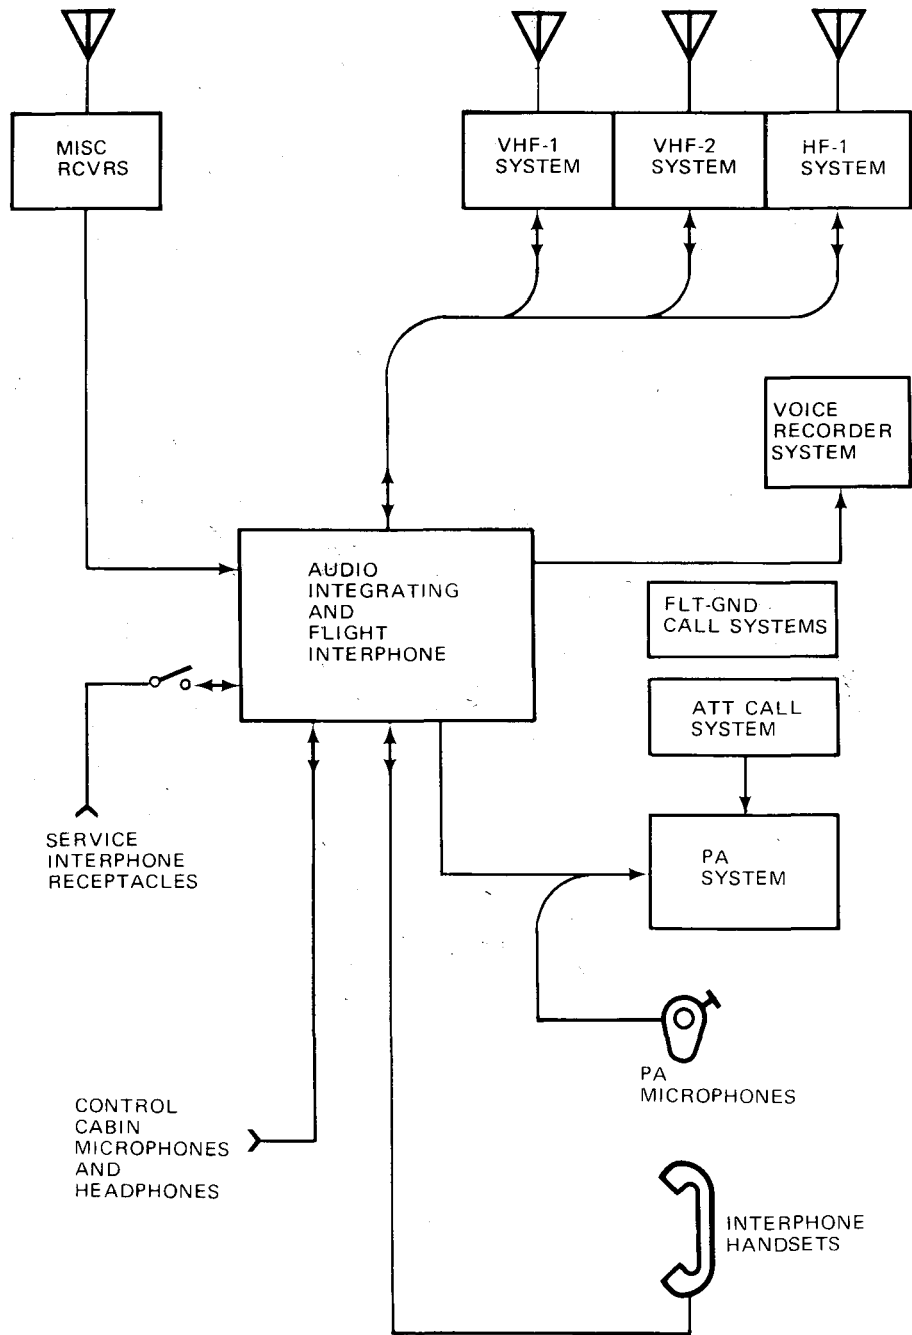 MISC
RCVRS
VHF-1
SYSTEM
VHF-2
SYSTEM
HF-1
SYSTEM
VOICE
RECORDER
SYSTEM
AUDIO
INTEGRATING
AND
FLIGHT
INTERPHONE
FLT-GND
CALL SYSTEMS
ATT CALL
SYSTEM
SERVICE
INTERPHONE
RECEPTACLES
PA
SYSTEM
PA
MICROPHONES
CONTROL
CABIN
MICROPHONES
AND
HEADPHONES
INTERPHONE
HANDSETS